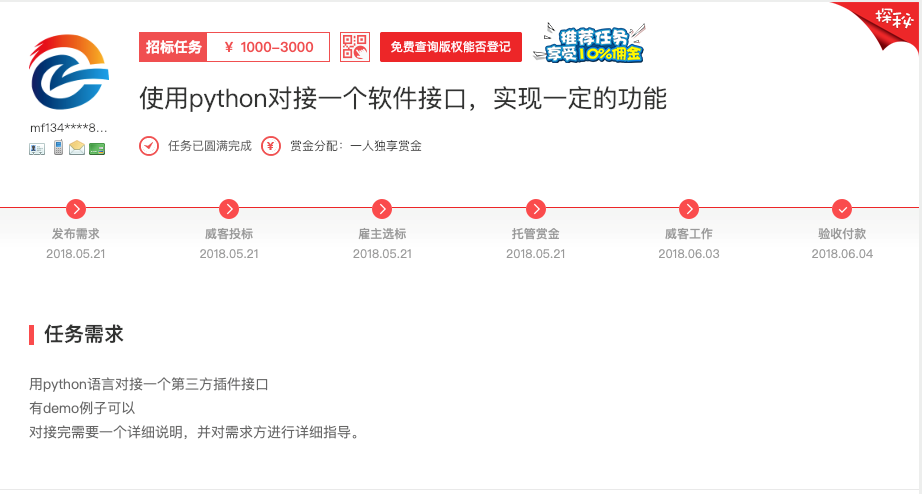 探秘
招标任务 ¥ 1000-3000 免费查询版权能否登记
推荐任务
享受10%佣金
使用python对接一个软件接口，实现一定的功能
mf134****8...
任务已圆满完成 ¥ 赏金分配：一人独享赏金
发布需求 威客投标 雇主选标 托管赏金 威客工作 验收付款
2018.05.21 2018.05.21 2018.05.21 2018.05.21 2018.06.03 2018.06.04
任务需求
用python语言对接一个第三方插件接口
有demo例子可以
对接完需要一个详细说明，并对需求方进行详细指导。